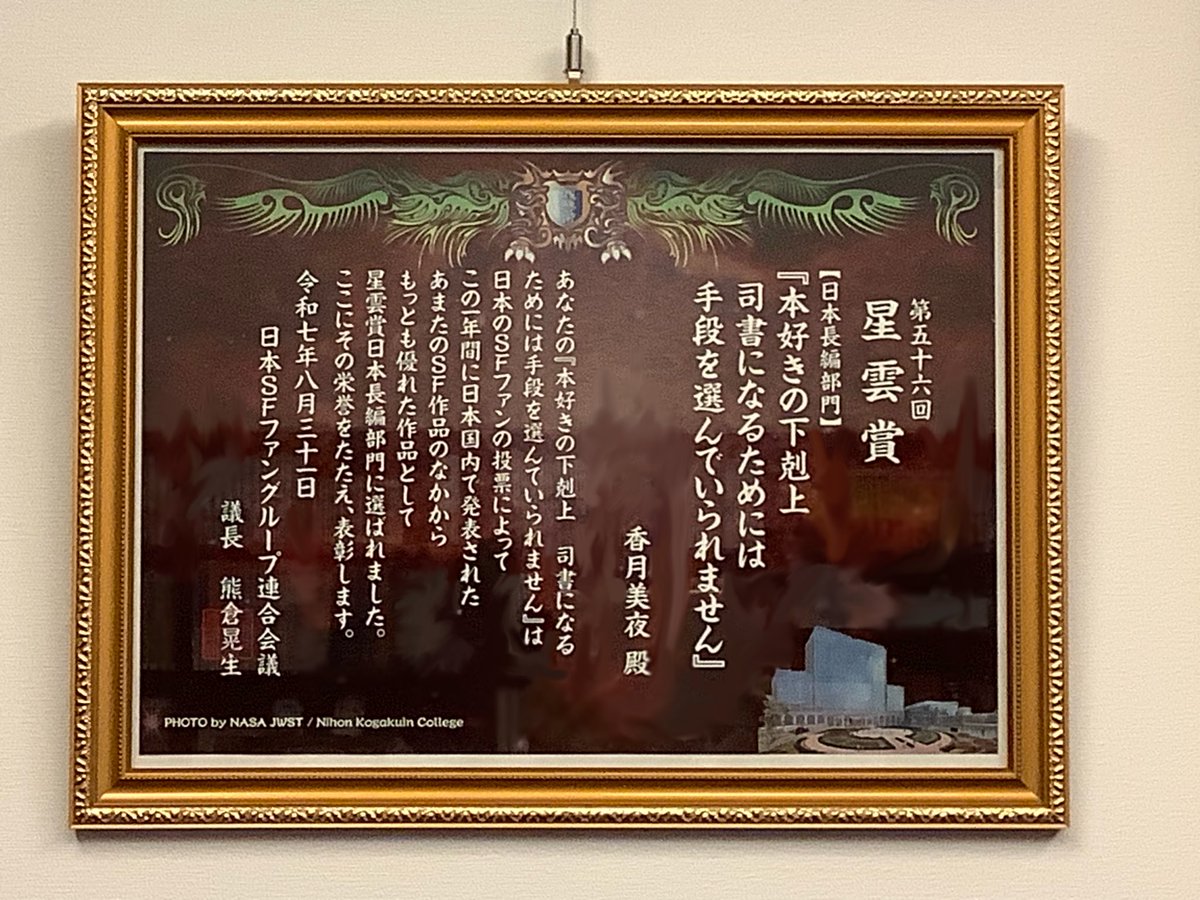 第五十六回
星雲賞
【日本長編部門】
『本好きの下剋上
司書になるためには
手段を選んでいられません』
香月美夜 殿
あなたの『本好きの下剋上 司書になる
ためには手段を選んでいられません』は
日本のSFファンの投票によって
この一年間に日本国内で発表された
あまたのSF作品のなかから
もっとも優れた作品として
星雲賞日本長編部門に選ばれました。
ここにその栄誉をたたえ、表彰します。
令和七年八月三十一日
日本SFファングループ連合会議
議長 熊倉晃生
PHOTO by NASA JWST / Nihon Kogakuin College